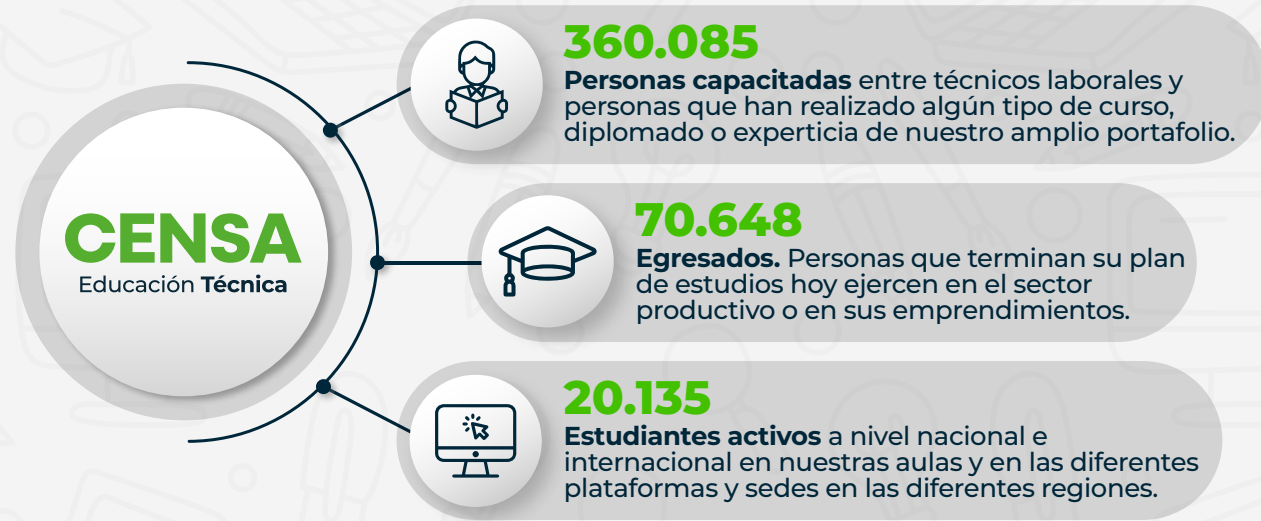 CENSA
Educación Técnica
360.085
Personas capacitadas entre técnicos laborales y
personas que han realizado algún tipo de curso,
diplomado o experticia de nuestro amplio portafolio.
70.648
Egresados. Personas que terminan su plan
de estudios hoy ejercen en el sector
productivo o en sus emprendimientos.
20.135
Estudiantes activos a nivel nacional e
internacional en nuestras aulas y en las diferentes
plataformas y sedes en las diferentes regiones.